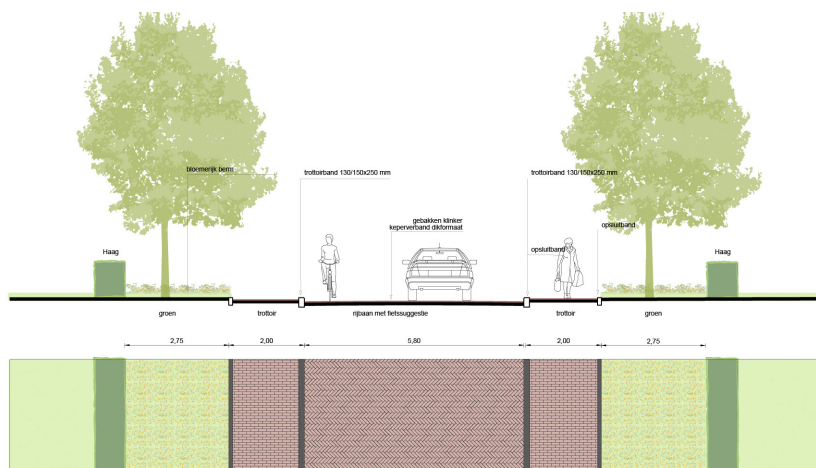 bloemerijk berm
trottoirband 130/150x250 mm
trottoirband 130/150x250 mm
gebakken klinker
keperverband dikformaat
opsluitband
opsluitband
Haag
Haag
groen
trottoir
rijbaan met fietssuggestie
trottoir
groen
2,75
2,00
5,80
2,00
2,75